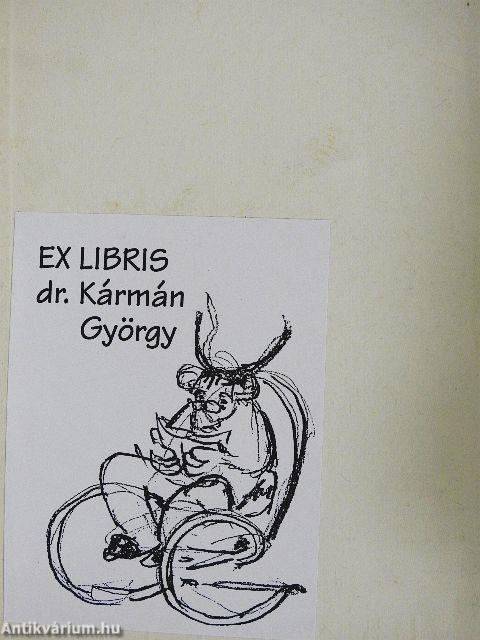 EX LIBRIS
dr. Kármán
György
Antikvárium.hu